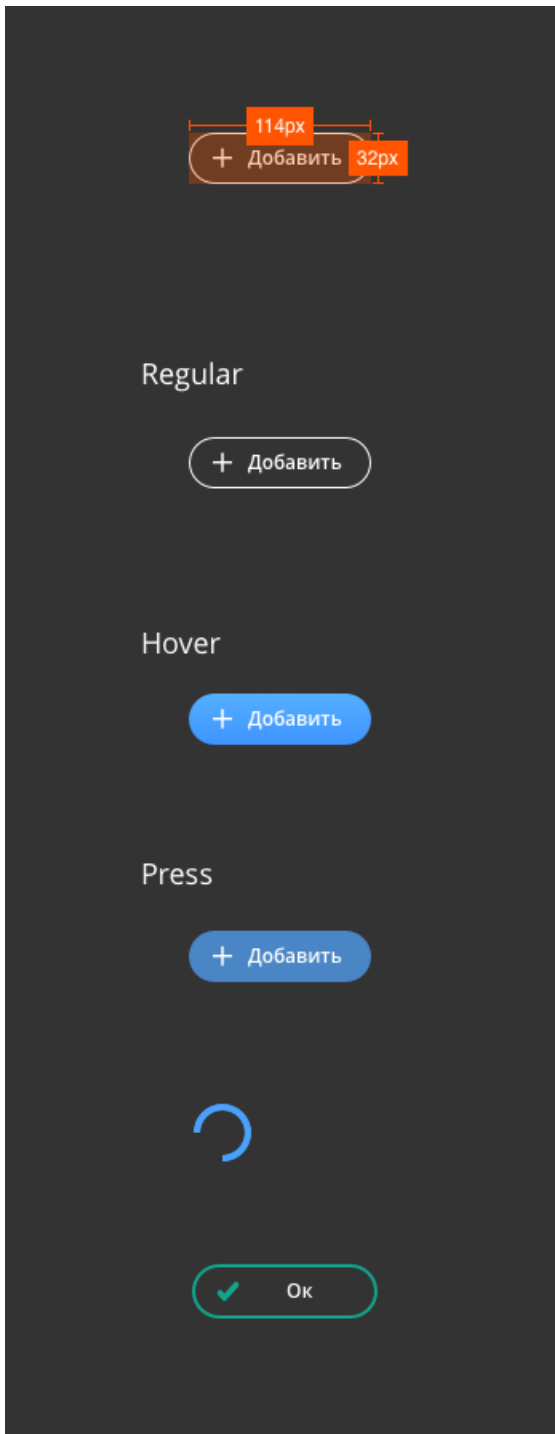 114px
+ Добавить
32px
Regular
+ Добавить
Hover
+ Добавить
Press
+ Добавить
Ок